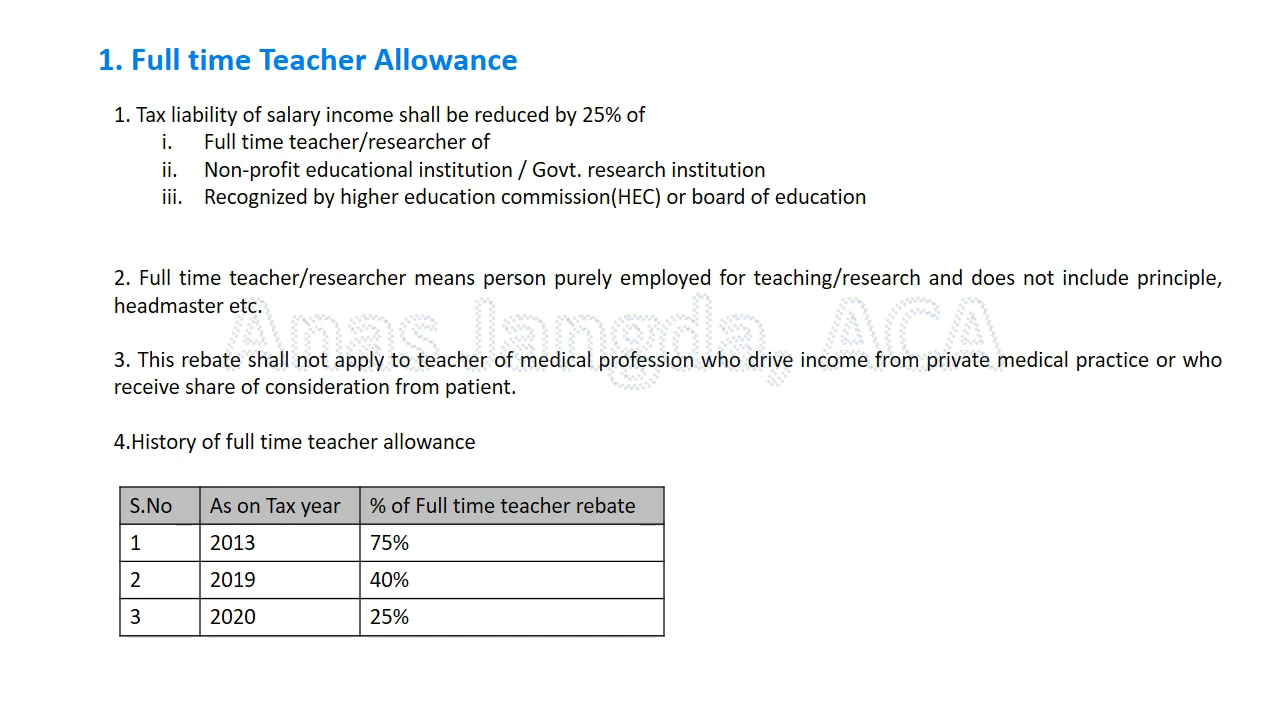 1. Full time Teacher Allowance
1. Tax liability of salary income shall be reduced by 25% of
i. Full time teacher/researcher of
ii. Non-profit educational institution / Govt. research institution
iii. Recognized by higher education commission(HEC) or board of education
2. Full time teacher/researcher means person purely employed for teaching/research and does not include principle,
headmaster etc.
Anas Jangda, ACA
3. This rebate shall not apply to teacher of medical profession who drive income from private medical practice or who
receive share of consideration from patient.
4.History of full time teacher allowance
S.No As on Tax year % of Full time teacher rebate
1 2013 75%
2 2019 40%
3 2020 25%